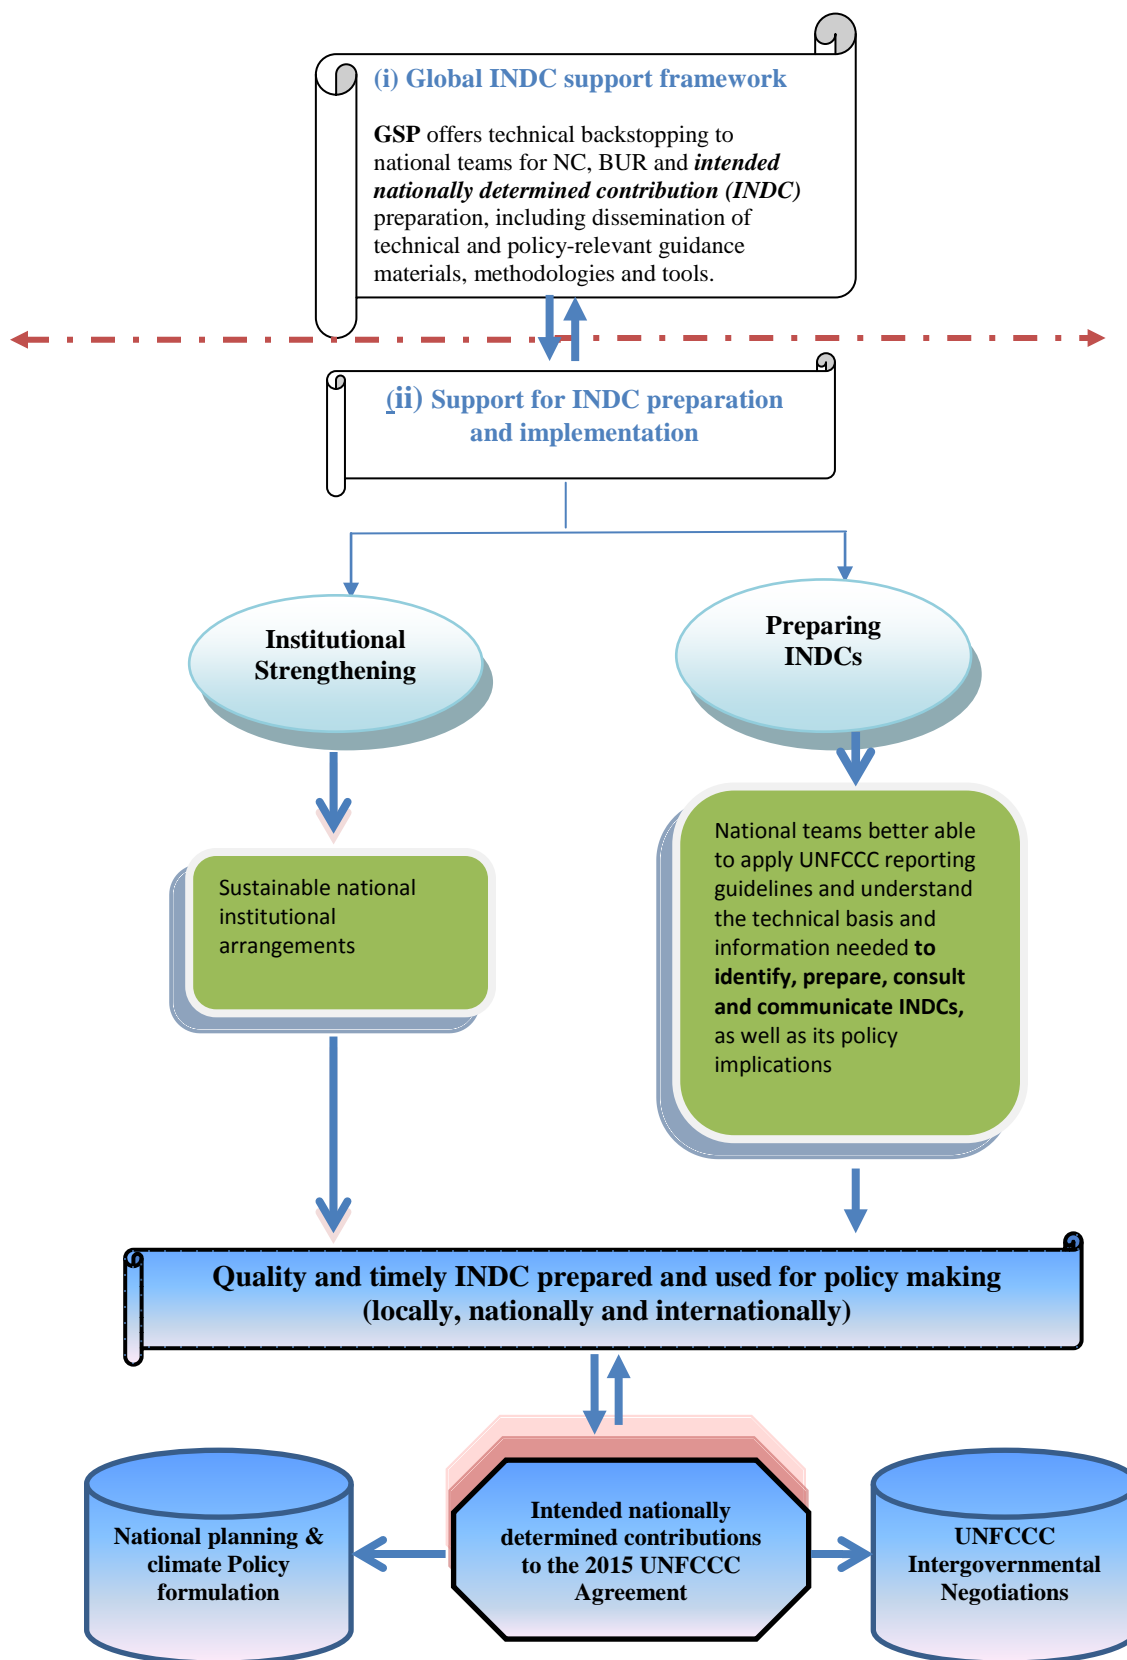 (i) Global INDC support framework
GSP offers technical backstopping to
national teams for NC, BUR and intended
nationally determined contribution (INDC)
preparation, including dissemination of
technical and policy-relevant guidance
materials, methodologies and tools.
(ii) Support for INDC preparation
and implementation
Institutional
Strengthening
Preparing
INDCs
Sustainable national
institutional
arrangements
National teams better able
to apply UNFCCC reporting
guidelines and understand
the technical basis and
information needed to
identify, prepare, consult
and communicate INDCs,
as well as its policy
implications
Quality and timely INDC prepared and used for policy making
(locally, nationally and internationally)
National planning &
climate Policy
formulation
Intended nationally
determined contributions
to the 2015 UNFCCC
Agreement
UNFCCC
Intergovernmental
Negotiations